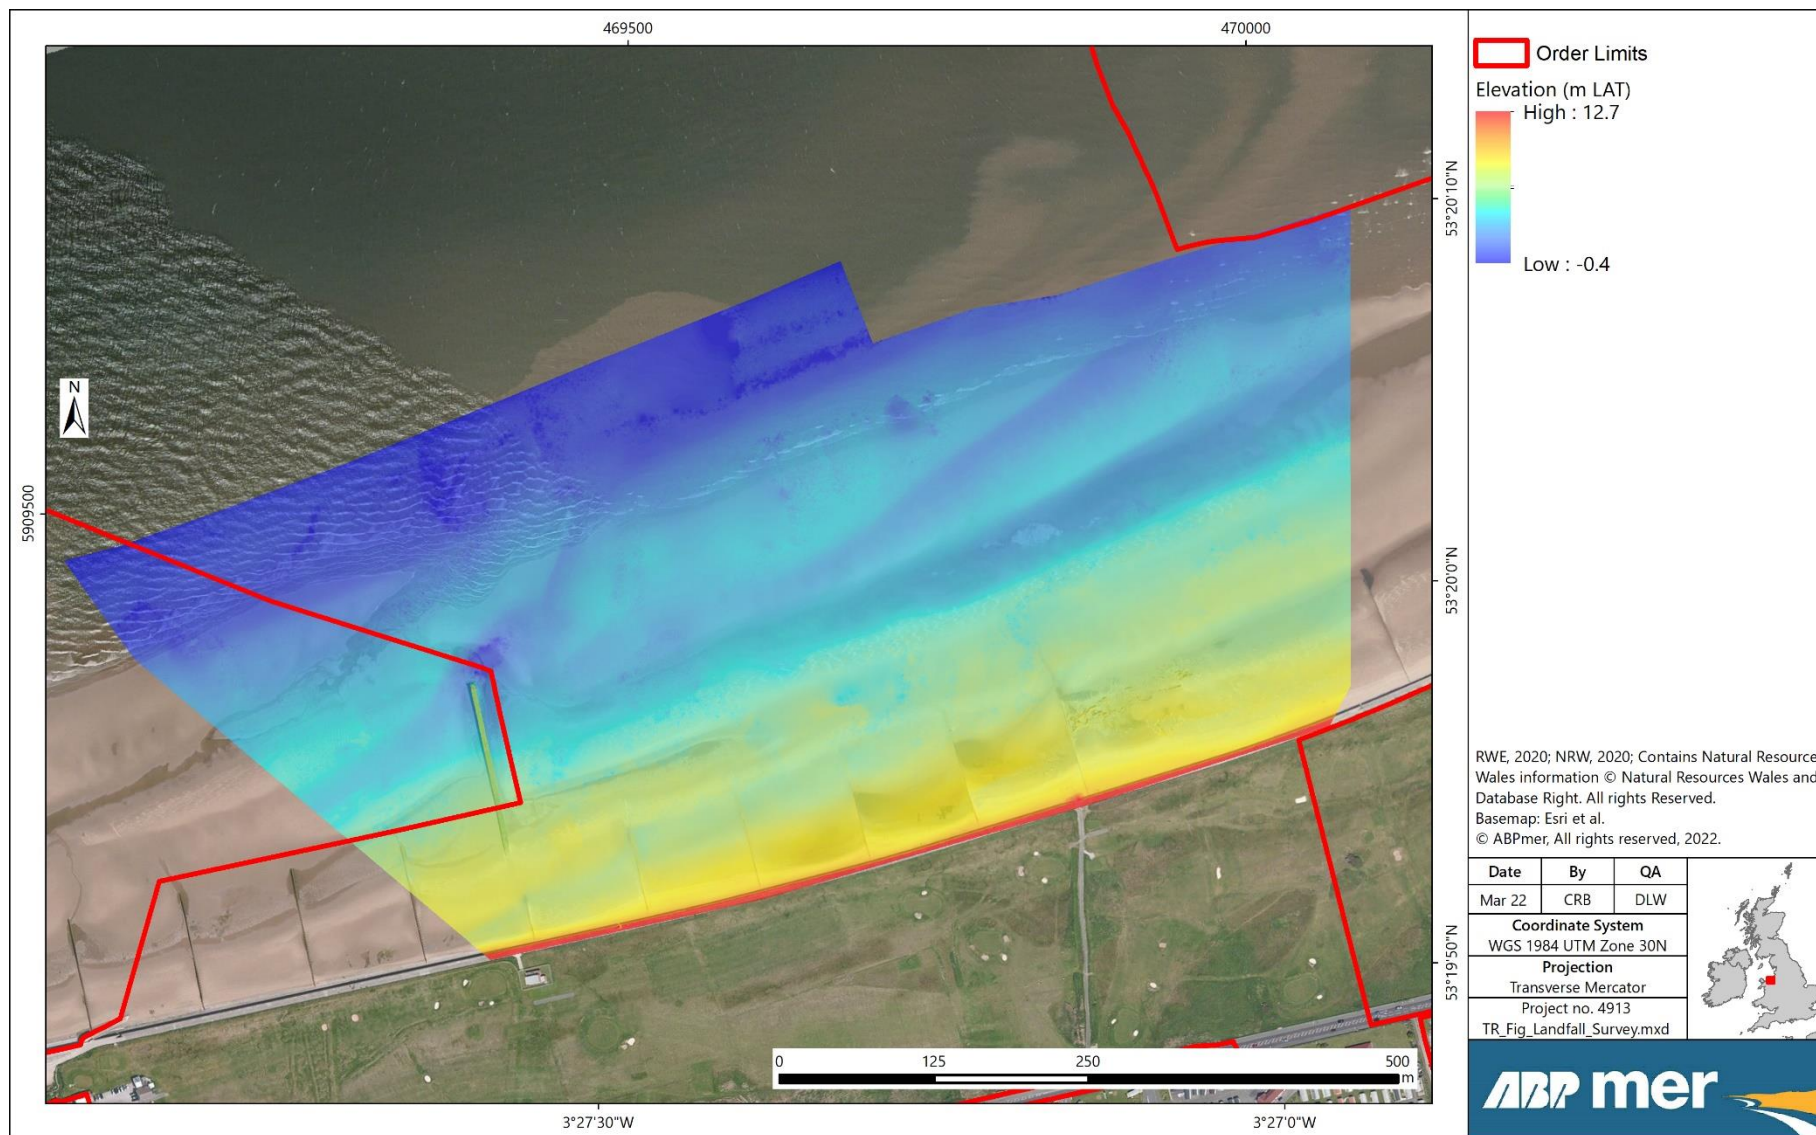 469500
470000
Order Limits
Elevation (m LAT)
High : 12.7
Low : -0.4
53°20'10"N
N
5909500
53°20'0"N
53°19'50"N
RWE, 2020; NRW, 2020; Contains Natural Resource
Wales information © Natural Resources Wales and
Database Right. All rights Reserved.
Basemap: Esri et al.
© ABPmer, All rights reserved, 2022.
Date By QA
Mar 22 CRB DLW
Coordinate System
WGS 1984 UTM Zone 30N
Projection
Transverse Mercator
Project no. 4913
TR_Fig_Landfall_Survey.mxd
0 125 250 500
m
3°27'30"W
3°27'0"W
ABP mer